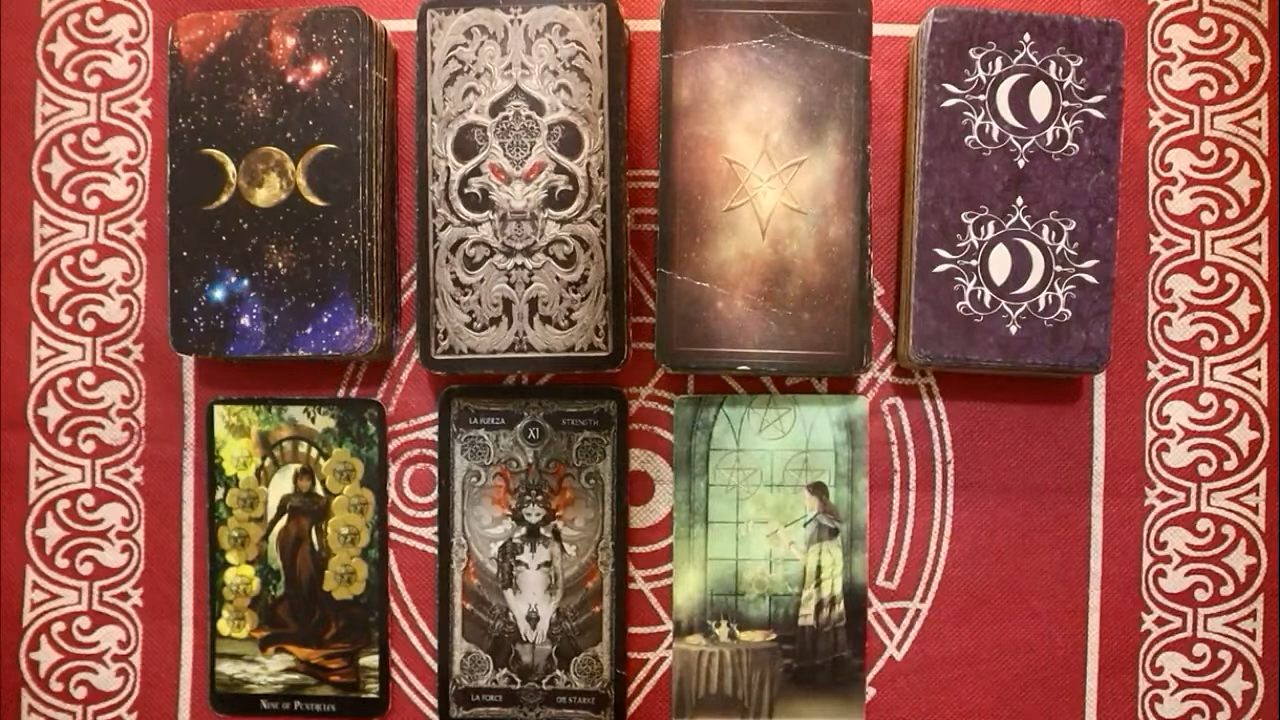 LA FUERZA STRENGTH
XI
LA FORCE DIE STÄRKE
NINE OF PENTACLES